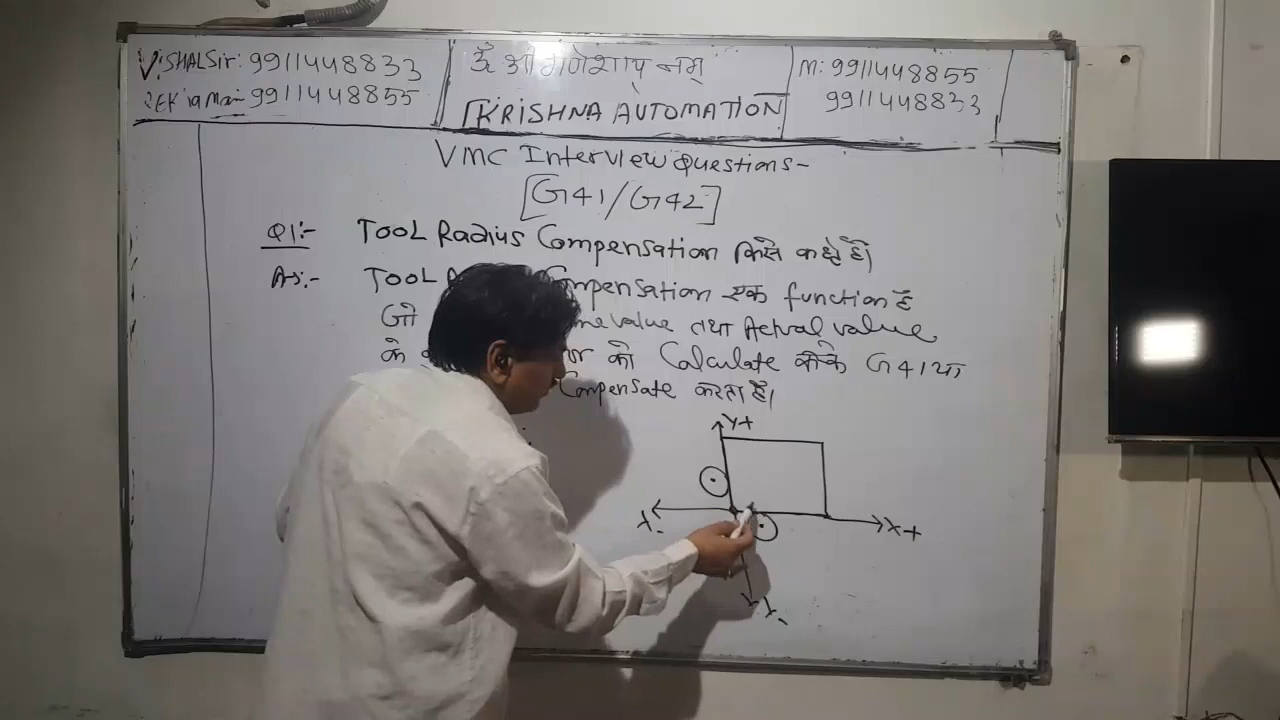 VISHAL Sir: 9911448833
REKHA Mam 9911448855
ॐ श्री गणेशाय नमः
KRISHNA AUTOMATION
M: 9911448855
9911448833
VMC Interview questions-
[G41/G42]
Q1:- TOOL Radius Compensation किसे कहते हैं।
As:- TOOL Compensation एक function है
जो value तथा Actual value
के को Calculate करके G41 या
Compensate करता है।
Y+
X-
X+
Y-